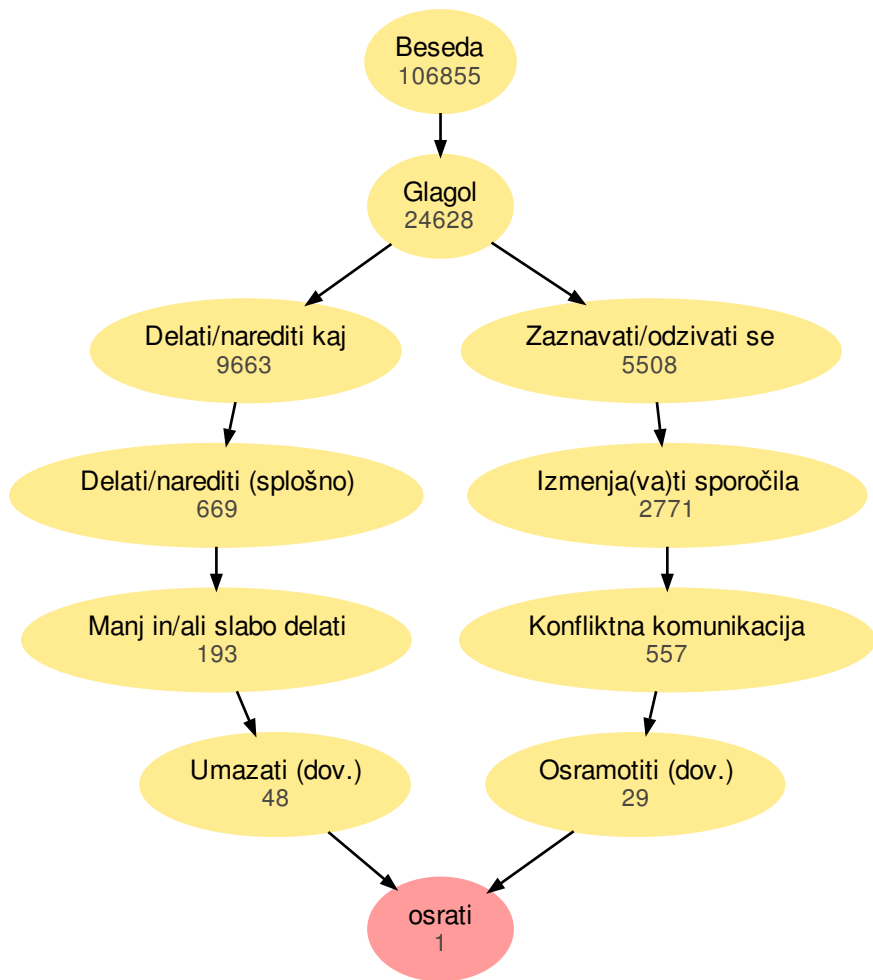 Beseda
106855
Glagol
24628
Delati/narediti kaj
9663
Zaznavati/odzivati se
5508
Delati/narediti (splošno)
669
Izmenja(va)ti sporočila
2771
Manj in/ali slabo delati
193
Konfliktna komunikacija
557
Umazati (dov.)
48
Osramotiti (dov.)
29
osrati
1